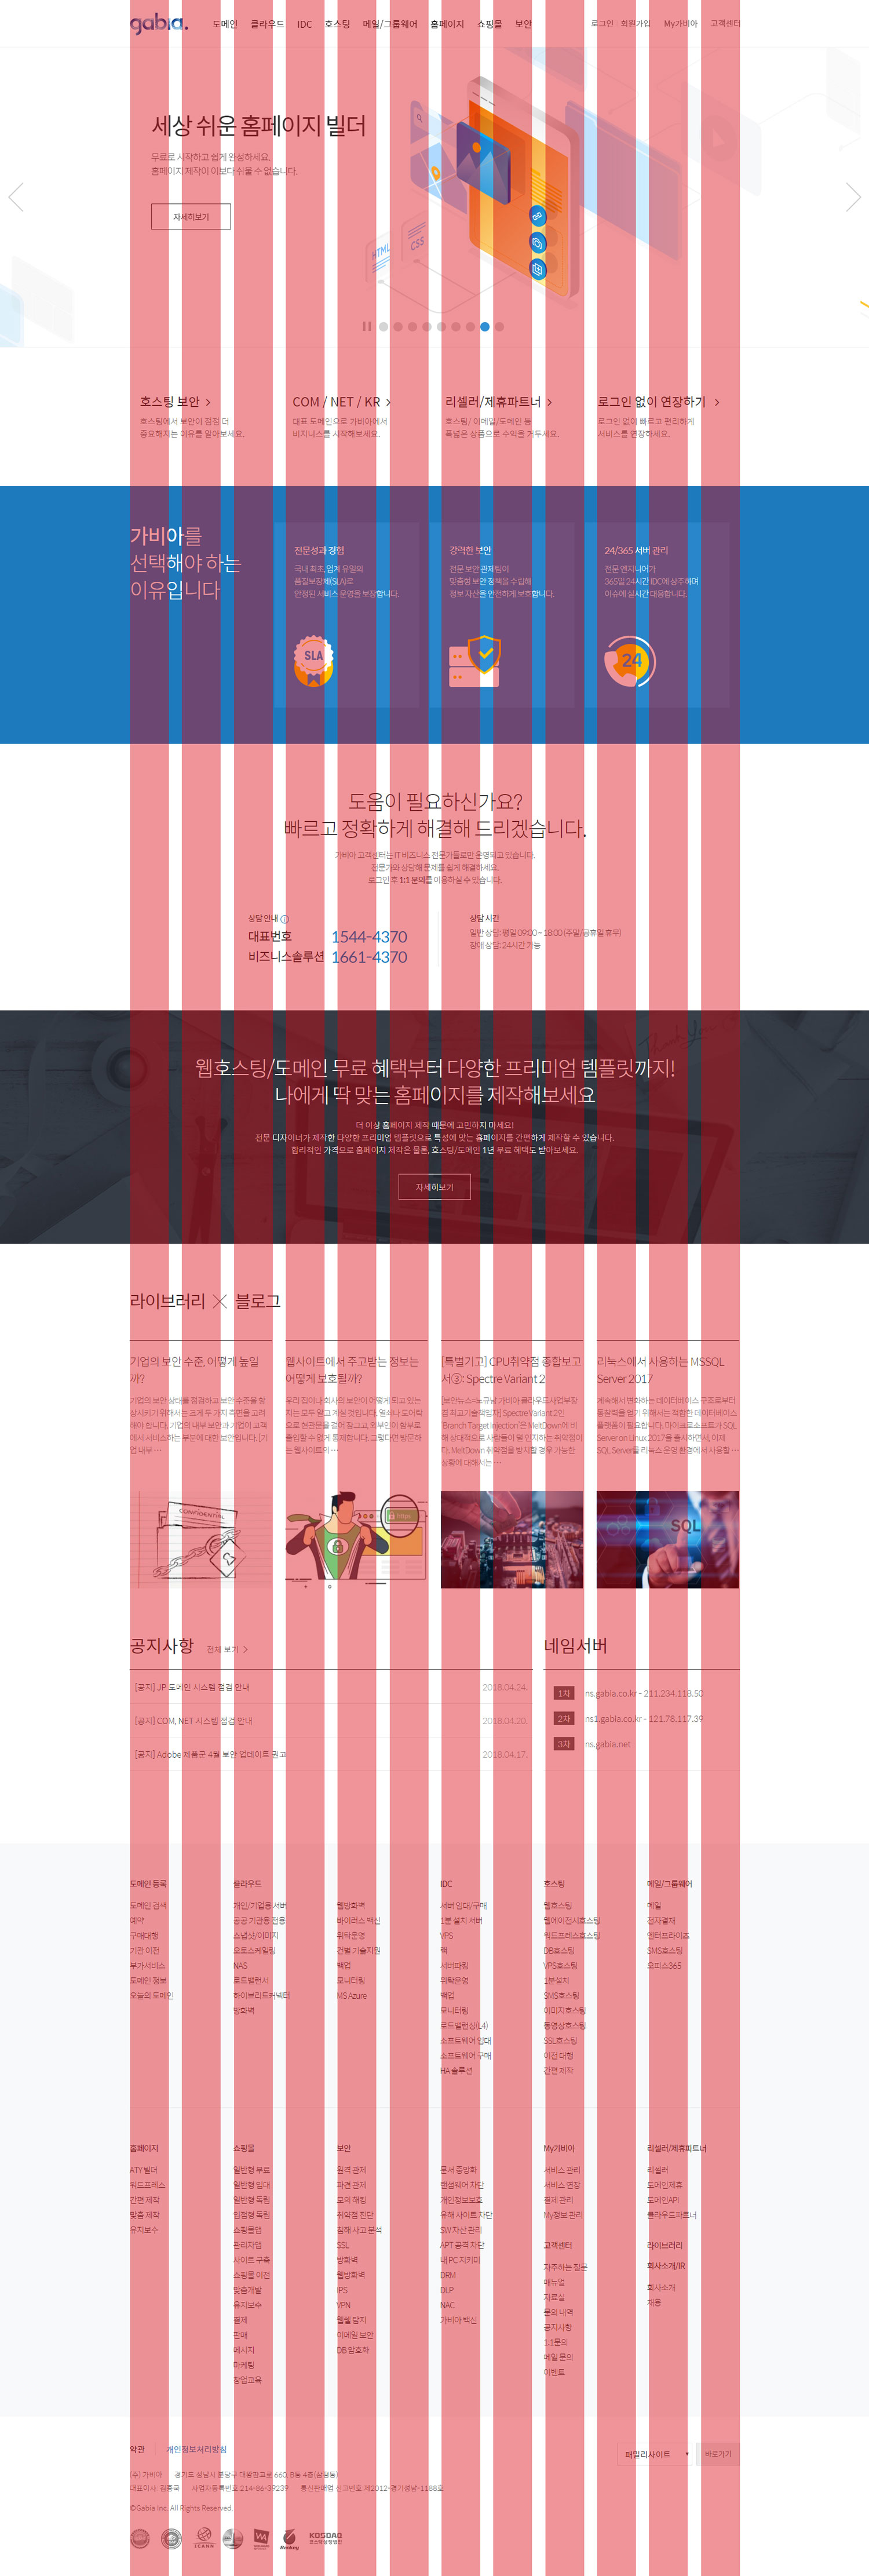 gabia.
도메인 클라우드 IDC 호스팅 메일/그룹웨어 홈페이지 쇼핑몰 보안
로그인 회원가입 My가비아 고객센터
세상 쉬운 홈페이지 빌더
무료로 시작하고 쉽게 완성하세요.
홈페이지 제작이 이보다 쉬울 수 없습니다.
자세히보기
HTML
CSS
호스팅 보안
호스팅에서 보안이 점점 더
중요해지는 이유를 알아보세요.
COM / NET / KR
대표 도메인으로 가비아에서
비지니스를 시작해보세요.
리셀러/제휴파트너
호스팅/ 이메일/도메인 등
폭넓은 상품으로 수익을 거두세요.
로그인 없이 연장하기
로그인 없이 빠르고 편리하게
서비스를 연장하세요.
가비아를
선택해야 하는
이유입니다
전문성과 경험
국내 최초, 업계 유일의
품질보장제(SLA)로
안정된 서비스 운영을 보장합니다.
SLA
강력한 보안
전문 보안 관제팀이
맞춤형 보안 정책을 수립해
정보 자산을 안전하게 보호합니다.
24/365 서버 관리
전문 엔지니어가
365일 24시간 IDC에 상주하며
이슈에 실시간 대응합니다.
24
도움이 필요하신가요?
빠르고 정확하게 해결해 드리겠습니다.
가비아 고객센터는 IT 비즈니스 전문가들로만 운영되고 있습니다.
전문가와 상담해 문제를 쉽게 해결하세요.
로그인 후 1:1 문의를 이용하실 수 있습니다.
상담 안내
대표번호 1544-4370
비즈니스솔루션 1661-4370
상담 시간
일반 상담 : 평일 09:00 ~ 18:00 (주말/공휴일 휴무)
장애 상담 : 24시간 가능
웹호스팅/도메인 무료 혜택부터 다양한 프리미엄 템플릿까지!
나에게 딱 맞는 홈페이지를 제작해보세요
더 이상 홈페이지 제작 때문에 고민하지 마세요!
전문 디자이너가 제작한 다양한 프리미엄 템플릿으로 특성에 맞는 홈페이지를 간편하게 제작할 수 있습니다.
합리적인 가격으로 홈페이지 제작은 물론, 호스팅/도메인 1년 무료 혜택도 받아보세요.
자세히보기
라이브러리 × 블로그
기업의 보안 수준, 어떻게 높일
까?
기업의 보안 상태를 점검하고 보안 수준을 향
상시키기 위해서는 크게 두 가지 측면을 고려
해야 합니다. 기업의 내부 보안과 기업이 고객
에서 서비스하는 부분에 대한 보안입니다. [기
업 내부 …
CONFIDENTIAL
웹사이트에서 주고받는 정보는
어떻게 보호될까?
우리 집이나 회사의 보안이 어떻게 되고 있는
지는 모두 알고 계실 것입니다. 열쇠나 도어락
으로 현관문을 걸어 잠그고, 외부인이 함부로
출입할 수 없게 통제합니다. 그렇다면 방문하
는 웹사이트의 …
https
[특별기고] CPU취약점 종합보고
서③: Spectre Variant 2
[보안뉴스=노규남 가비아 클라우드사업부장
겸 최고기술책임자] Spectre Variant 2인
'Branch Target Injection'은 MeltDown에 비
해 상대적으로 사람들이 덜 인지하는 취약점이
다. MeltDown 취약점을 방치할 경우 가능한
상황에 대해서는 …
리눅스에서 사용하는 MSSQL
Server 2017
계속해서 변화하는 데이터베이스 구조로부터
통찰력을 얻기 위해서는 적합한 데이터베이스
플랫폼이 필요합니다. 마이크로소프트가 SQL
Server on Linux 2017을 출시하면서, 이제
SQL Server를 리눅스 운영 환경에서 사용할 …
SQL
공지사항 전체 보기
[공지] JP 도메인 시스템 점검 안내 2018.04.24.
[공지] COM, NET 시스템 점검 안내 2018.04.20.
[공지] Adobe 제품군 4월 보안 업데이트 권고 2018.04.17.
네임서버
1차 ns.gabia.co.kr - 211.234.118.50
2차 ns1.gabia.co.kr - 121.78.117.39
3차 ns.gabia.net
도메인 등록
도메인 검색
예약
구매대행
기관 이전
부가서비스
도메인 정보
오늘의 도메인
클라우드
개인/기업용 서버
공공 기관용 전용
스냅샷/이미지
오토스케일링
NAS
로드밸런서
하이브리드커넥터
방화벽
웹방화벽
바이러스 백신
위탁운영
건별 기술지원
백업
모니터링
MS Azure
IDC
서버 임대/구매
1분 설치 서버
VPS
랙
서버파킹
위탁운영
백업
모니터링
로드밸런싱(L4)
소프트웨어 임대
소프트웨어 구매
HA 솔루션
호스팅
웹호스팅
웹에이전시호스팅
워드프레스호스팅
DB호스팅
VPS호스팅
1분설치
SMS호스팅
이미지호스팅
동영상호스팅
SSL호스팅
이전 대행
간편 제작
메일/그룹웨어
메일
전자결재
엔터프라이즈
SMS호스팅
오피스365
홈페이지
ATY 빌더
워드프레스
간편 제작
맞춤 제작
유지보수
쇼핑몰
일반형 무료
일반형 임대
일반형 독립
입점형 독립
쇼핑몰앱
관리자앱
사이트 구축
쇼핑몰 이전
맞춤개발
유지보수
결제
판매
메시지
마케팅
창업교육
보안
원격 관제
파견 관제
모의 해킹
취약점 진단
침해 사고 분석
SSL
방화벽
웹방화벽
IPS
VPN
웹쉘 탐지
이메일 보안
DB 암호화
문서 중앙화
랜섬웨어 차단
개인정보보호
유해 사이트 차단
SW 자산 관리
APT 공격 차단
내 PC 지키미
DRM
DLP
NAC
가비아 백신
My가비아
서비스 관리
서비스 연장
결제 관리
My정보 관리
고객센터
자주하는 질문
매뉴얼
자료실
문의 내역
공지사항
1:1문의
메일 문의
이벤트
리셀러/제휴파트너
리셀러
도메인제휴
도메인API
클라우드파트너
라이브러리
회사소개/IR
회사소개
채용
약관 개인정보처리방침
패밀리사이트 바로가기
(주) 가비아 경기도 성남시 분당구 대왕판교로 660, B동 4층(삼평동)
대표이사: 김홍국 사업자등록번호:214-86-39239 통신판매업 신고번호: 제2012-경기성남-1188호
©Gabia Inc. All Rights Reserved.
ICANN
Ranking
KOSDAQ
코스닥상장법인